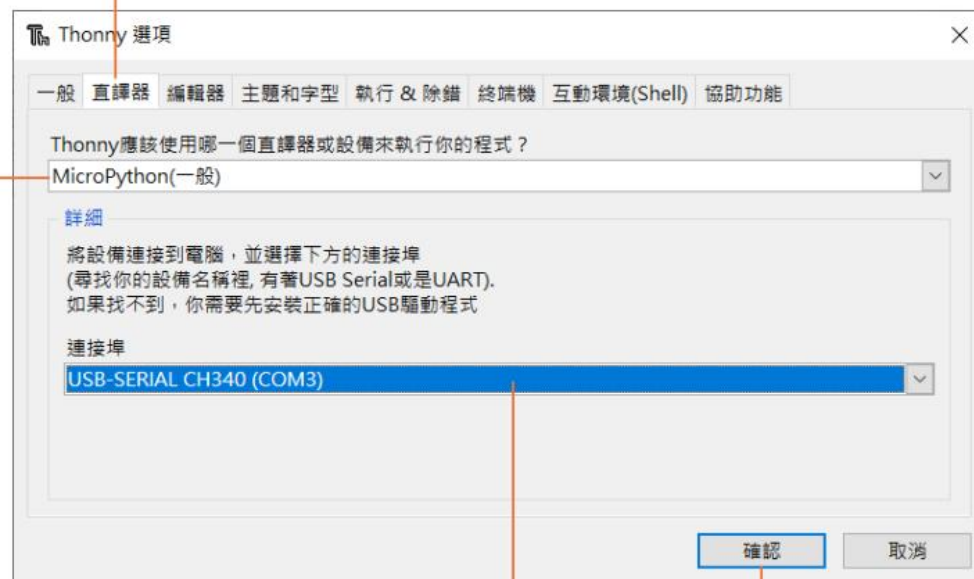 Thonny 選項
一般 直譯器 編輯器 主題和字型 執行 & 除錯 終端機 互動環境(Shell) 協助功能
Thonny應該使用哪一個直譯器或設備來執行你的程式？
MicroPython(一般)
詳細
將設備連接到電腦，並選擇下方的連接埠
(尋找你的設備名稱裡, 有著USB Serial或是UART).
如果找不到，你需要先安裝正確的USB驅動程式
連接埠
USB-SERIAL CH340 (COM3)
確認 取消